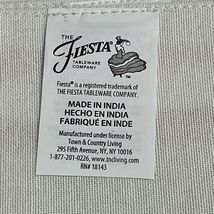 THE
FIESTA
TABLEWARE
COMPANY
™
Fiesta® is a registered trademark of
THE FIESTA TABLEWARE COMPANY.
MADE IN INDIA
HECHO EN INDIA
FABRIQUÉ EN INDE
Manufactured under license by
Town & Country Living
295 Fifth Avenue, NY, NY 10016
1-877-201-0226, www.tncliving.com
RN# 18143